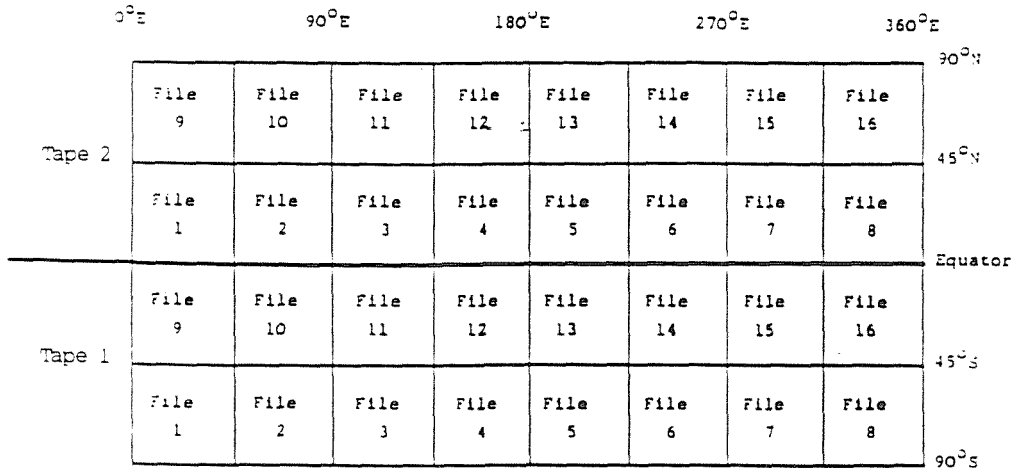 0°E 90°E 180°E 270°E 360°E
90°N
File File File File File File File File
9 10 11 12 13 14 15 16
Tape 2
45°N
File File File File File File File File
1 2 3 4 5 6 7 8
Equator
File File File File File File File File
9 10 11 12 13 14 15 16
Tape 1
45°S
File File File File File File File File
1 2 3 4 5 6 7 8
90°S